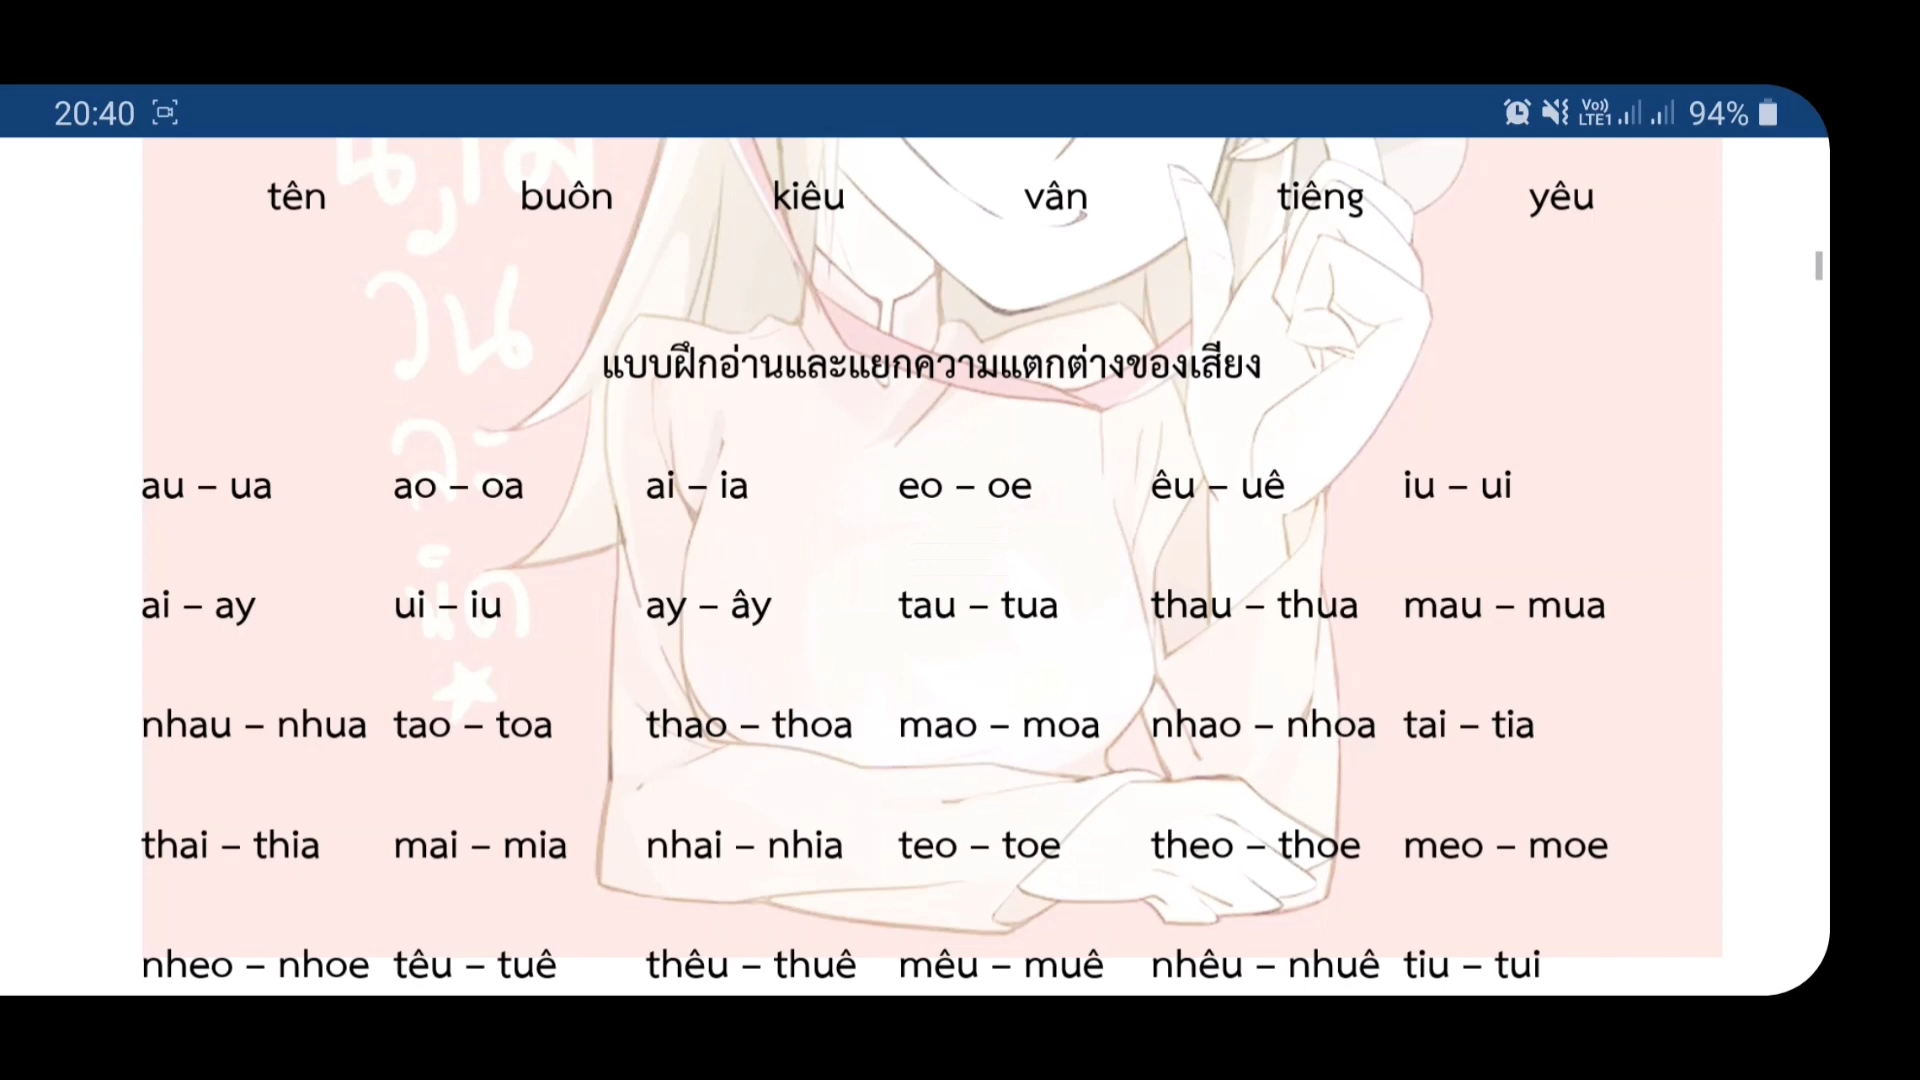 20:40 Vo)) LTE1 94%
tên buôn kiêu vân tiêng yêu
แบบฝึกอ่านและแยกความแตกต่างของเสียง
au – ua ao – oa ai – ia eo – oe êu – uê iu – ui
ai – ay ui – iu ay – ây tau – tua thau – thua mau – mua
nhau – nhua tao – toa thao – thoa mao – moa nhao – nhoa tai – tia
thai – thia mai – mia nhai – nhia teo – toe theo – thoe meo – moe
nheo – nhoe têu – tuê thêu – thuê mêu – muê nhêu – nhuê tiu – tui